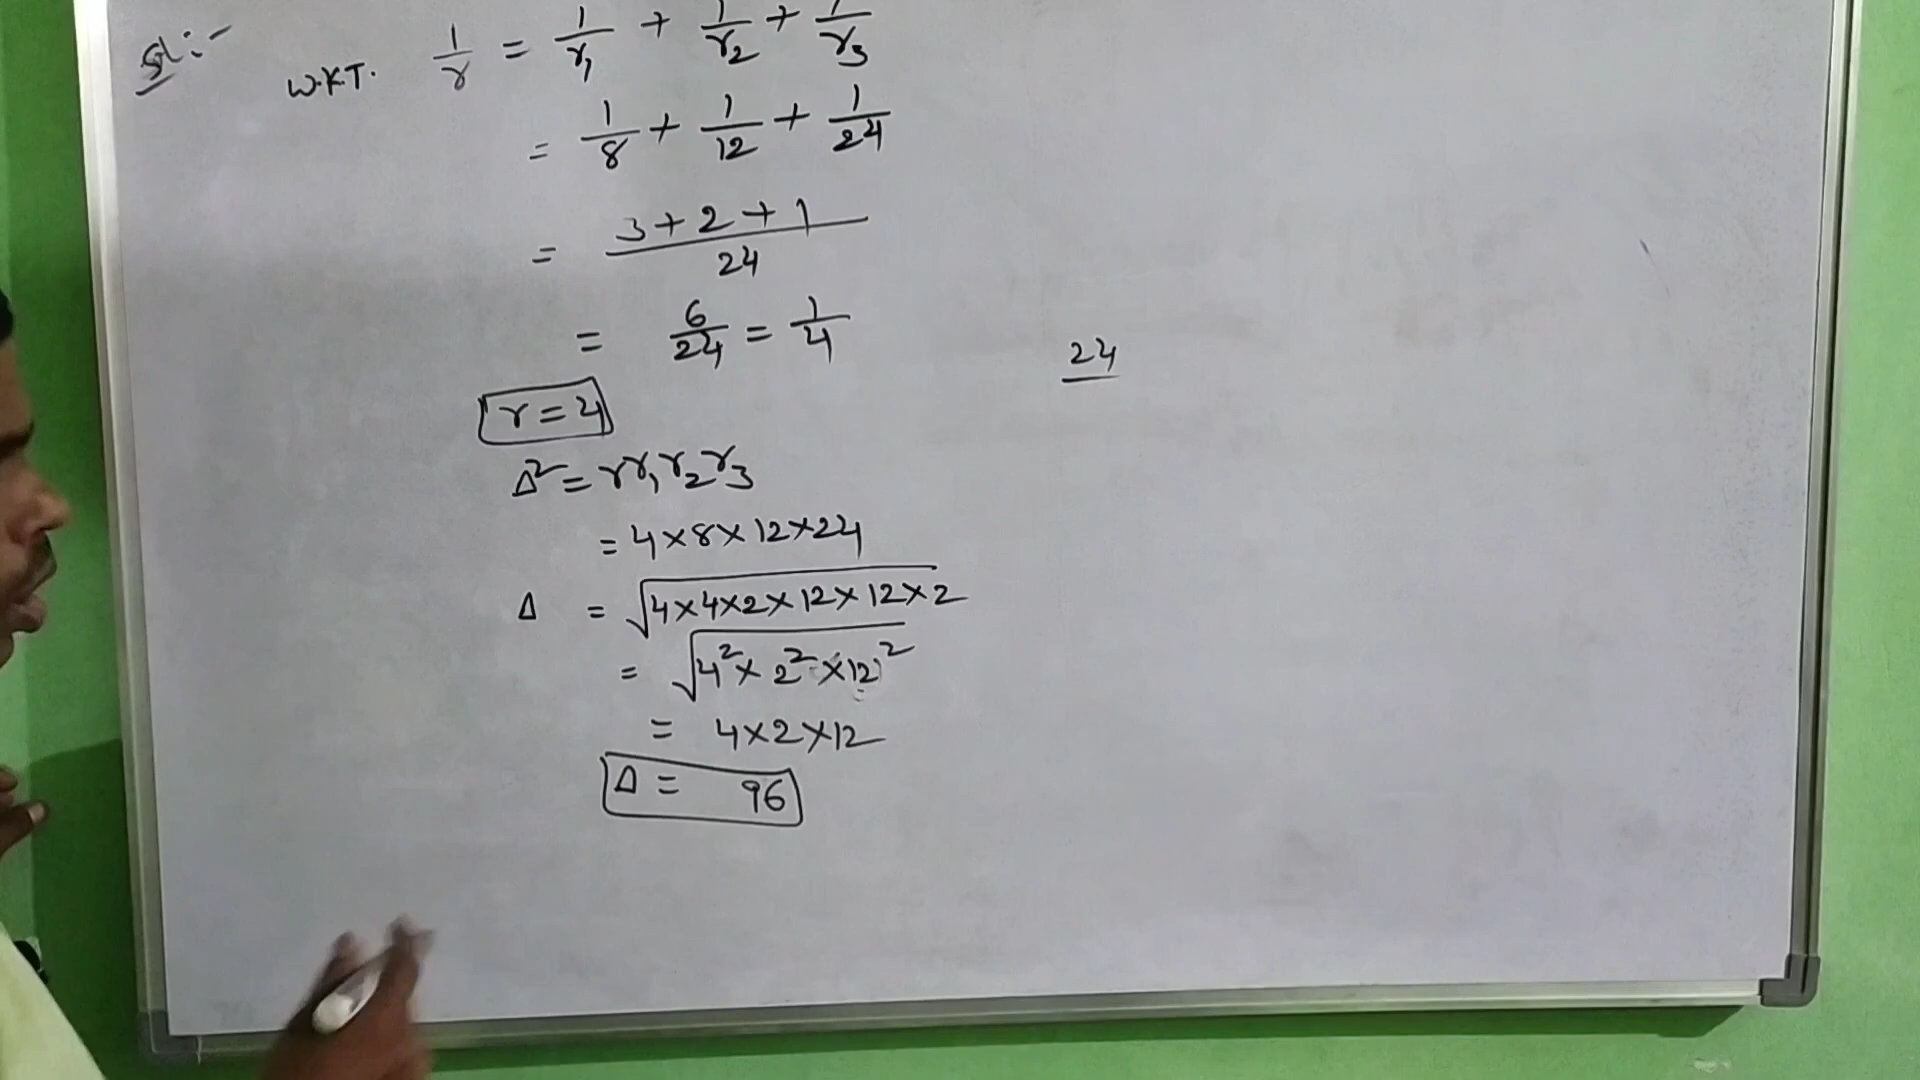 Sol:-
W.K.T. 1/r = 1/r₁ + 1/r₂ + 1/r₃
= 1/8 + 1/12 + 1/24
= (3+2+1)/24
= 6/24 = 1/4
24
r = 4
Δ² = r r₁ r₂ r₃
= 4×8×12×24
Δ = √(4×4×2×12×12×2)
= √(4²×2²×12²)
= 4×2×12
Δ = 96